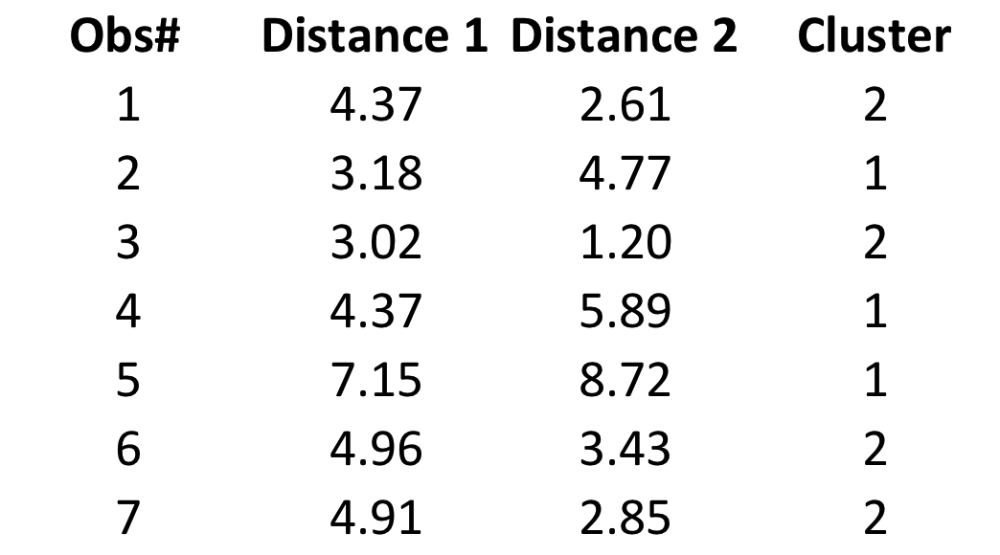 Obs# Distance 1 Distance 2 Cluster
1 4.37 2.61 2
2 3.18 4.77 1
3 3.02 1.20 2
4 4.37 5.89 1
5 7.15 8.72 1
6 4.96 3.43 2
7 4.91 2.85 2